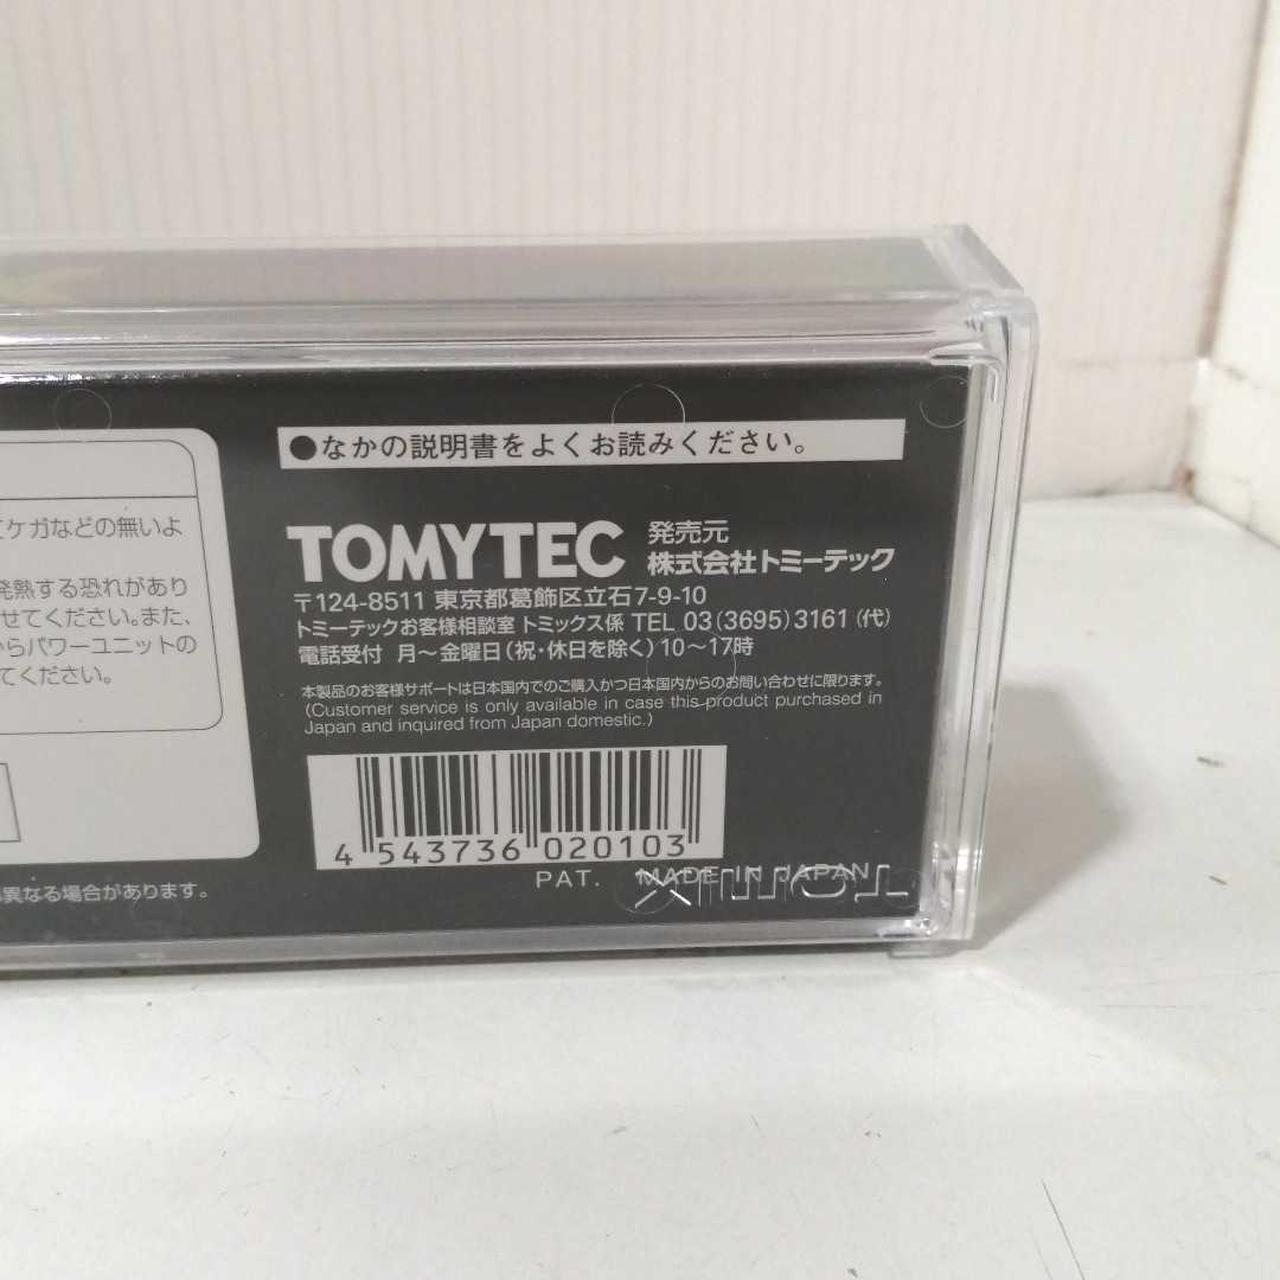 てケガなどの無いよ
発熱する恐れがあり
せてください。また、
からパワーユニットの
てください。
異なる場合があります。
●なかの説明書をよくお読みください。
TOMYTEC 発売元
株式会社トミーテック
〒124-8511 東京都葛飾区立石7-9-10
トミーテックお客様相談室 トミックス係 TEL 03(3695)3161(代)
電話受付 月～金曜日(祝・休日を除く)10～17時
本製品のお客様サポートは日本国内でのご購入かつ日本国内からのお問い合わせに限ります。
(Customer service is only available in case this product purchased in
Japan and inquired from Japan domestic.)
4 543736 020103
PAT. MADE IN JAPAN
TOMIX